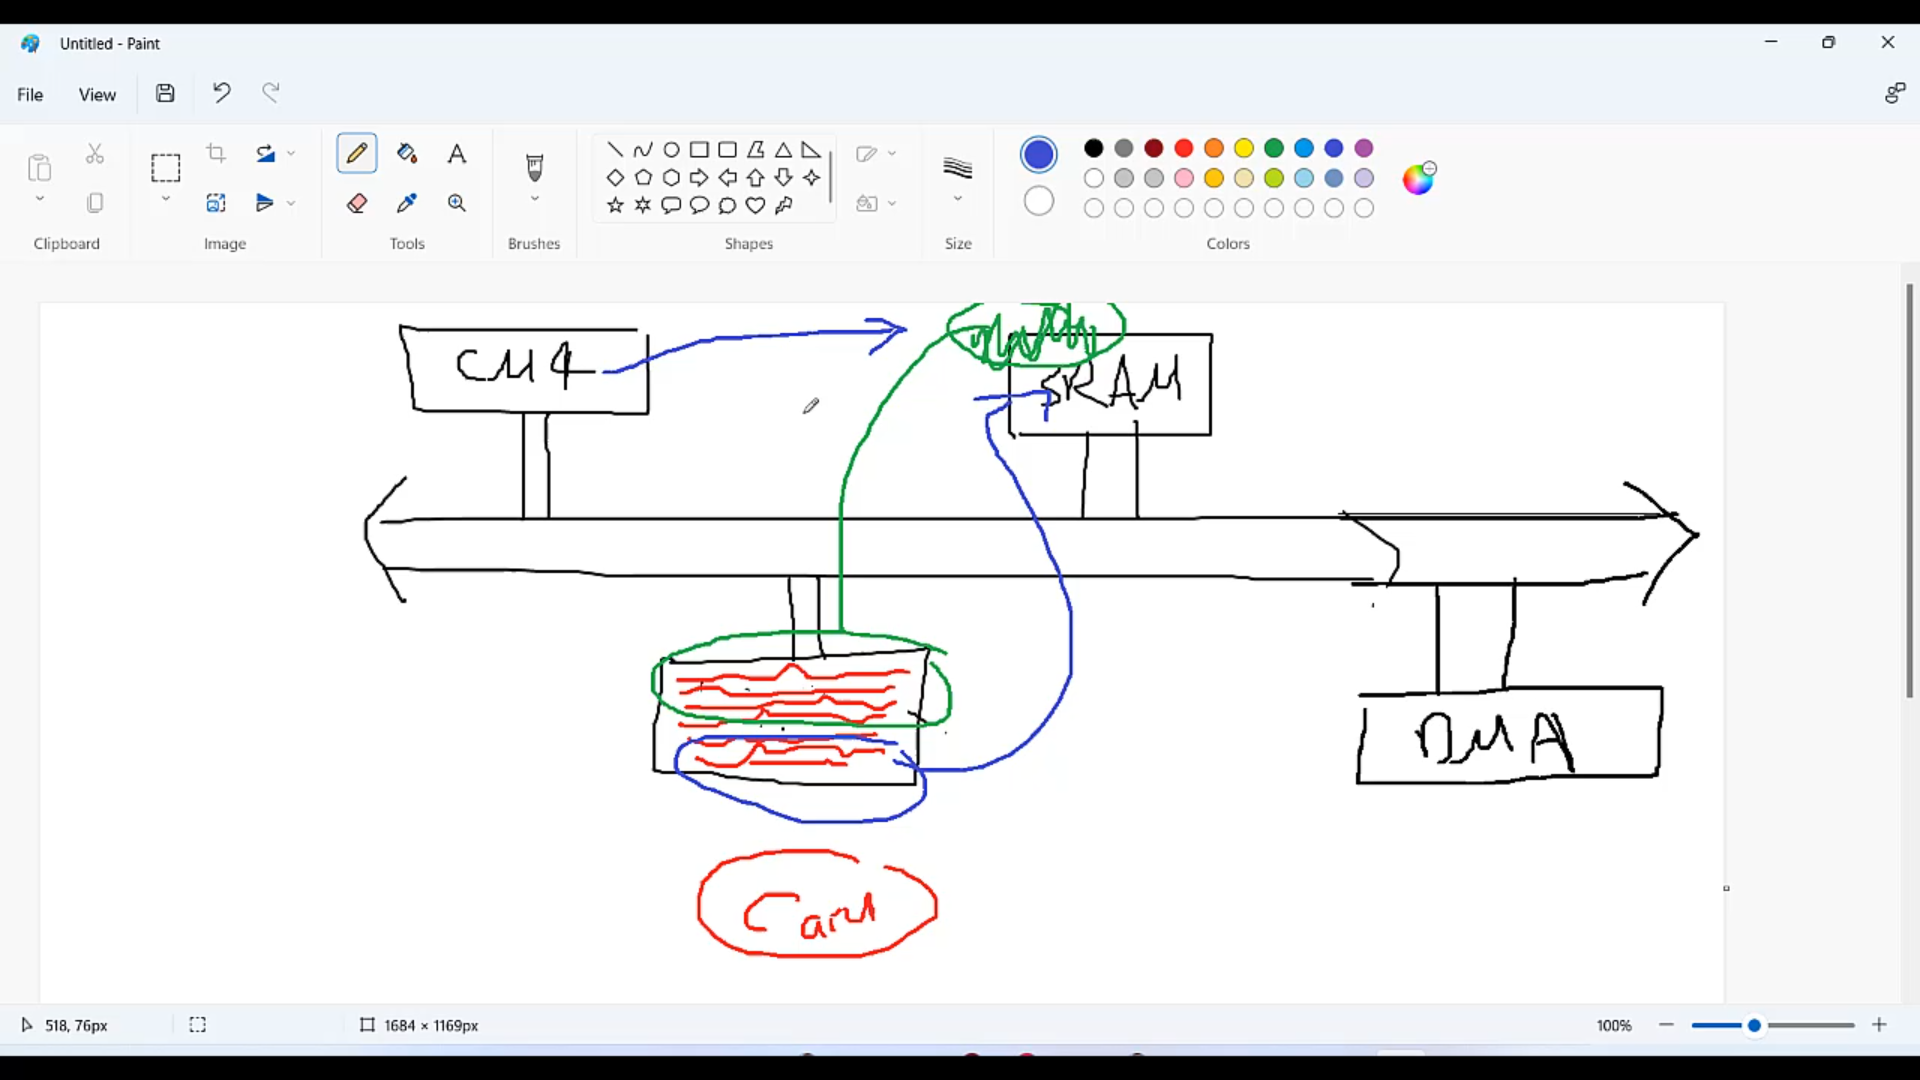 Untitled - Paint
File View
Clipboard Image Tools Brushes Shapes Size Colors
CM4
SRAM
DMA
518, 76px 1684 × 1169px 100%